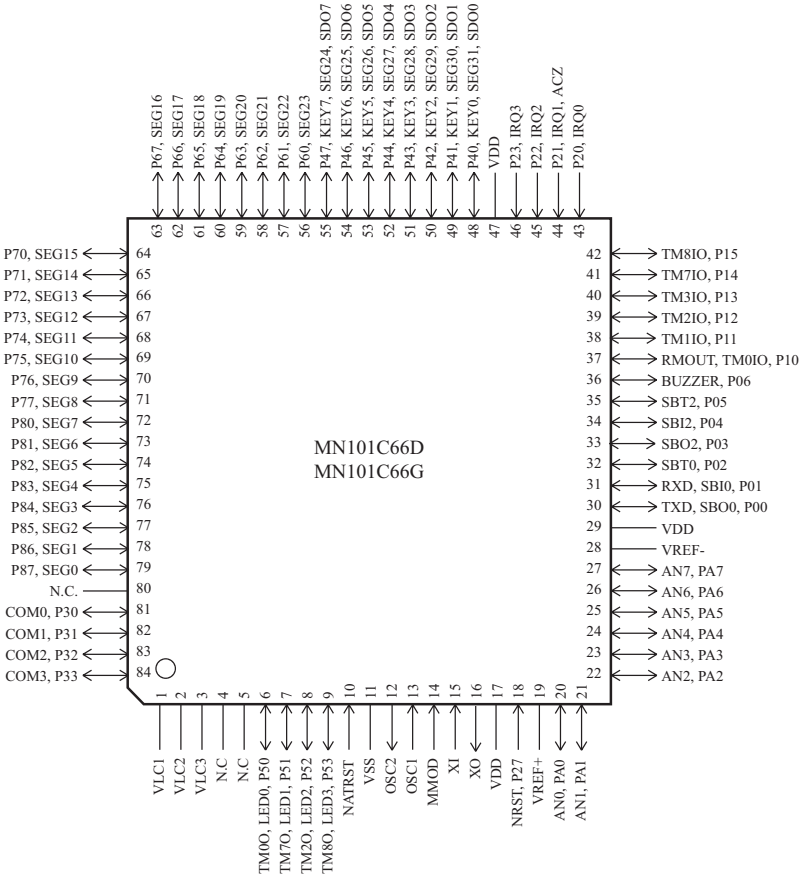 P67, SEG16
P66, SEG17
P65, SEG18
P64, SEG19
P63, SEG20
P62, SEG21
P61, SEG22
P60, SEG23
P47, KEY7, SEG24, SDO7
P46, KEY6, SEG25, SDO6
P45, KEY5, SEG26, SDO5
P44, KEY4, SEG27, SDO4
P43, KEY3, SEG28, SDO3
P42, KEY2, SEG29, SDO2
P41, KEY1, SEG30, SDO1
P40, KEY0, SEG31, SDO0
VDD
P23, IRQ3
P22, IRQ2
P21, IRQ1, ACZ
P20, IRQ0
63
62
61
60
59
58
57
56
55
54
53
52
51
50
49
48
47
46
45
44
43
P70, SEG15 64
P71, SEG14 65
P72, SEG13 66
P73, SEG12 67
P74, SEG11 68
P75, SEG10 69
P76, SEG9 70
P77, SEG8 71
P80, SEG7 72
P81, SEG6 73
P82, SEG5 74
P83, SEG4 75
P84, SEG3 76
P85, SEG2 77
P86, SEG1 78
P87, SEG0 79
N.C. 80
COM0, P30 81
COM1, P31 82
COM2, P32 83
COM3, P33 84
MN101C66D
MN101C66G
42 TM8IO, P15
41 TM7IO, P14
40 TM3IO, P13
39 TM2IO, P12
38 TM1IO, P11
37 RMOUT, TM0IO, P10
36 BUZZER, P06
35 SBT2, P05
34 SBI2, P04
33 SBO2, P03
32 SBT0, P02
31 RXD, SBI0, P01
30 TXD, SBO0, P00
29 VDD
28 VREF-
27 AN7, PA7
26 AN6, PA6
25 AN5, PA5
24 AN4, PA4
23 AN3, PA3
22 AN2, PA2
1
2
3
4
5
6
7
8
9
10
11
12
13
14
15
16
17
18
19
20
21
VLC1
VLC2
VLC3
N.C
N.C
TM0O, LED0, P50
TM7O, LED1, P51
TM2O, LED2, P52
TM8O, LED3, P53
NATRST
VSS
OSC2
OSC1
MMOD
XI
XO
VDD
NRST, P27
VREF+
AN0, PA0
AN1, PA1